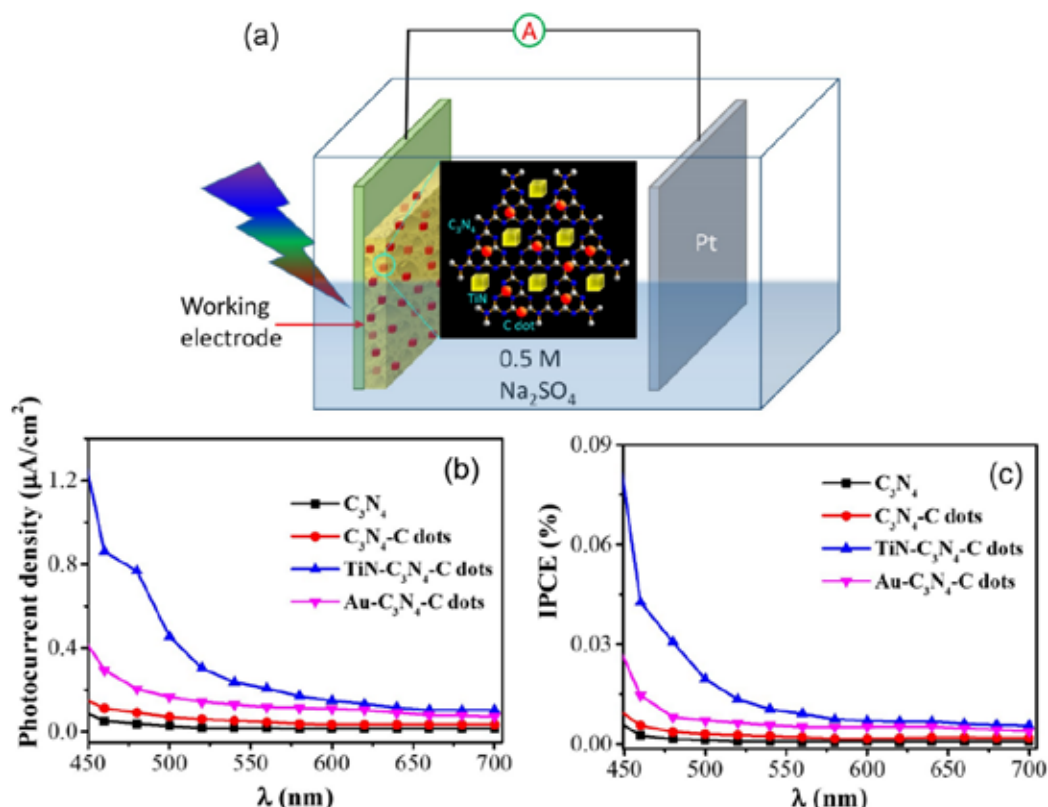 (a)
A
C₃N₄
TiN
C dot
Pt
Working
electrode
0.5 M
Na₂SO₄
(b)
Photocurrent density (μA/cm²)
1.2
0.8
0.4
0.0
C₃N₄
C₃N₄-C dots
TiN-C₃N₄-C dots
Au-C₃N₄-C dots
450 500 550 600 650 700
λ (nm)
(c)
IPCE (%)
0.09
0.06
0.03
0.00
C₃N₄
C₃N₄-C dots
TiN-C₃N₄-C dots
Au-C₃N₄-C dots
450 500 550 600 650 700
λ (nm)